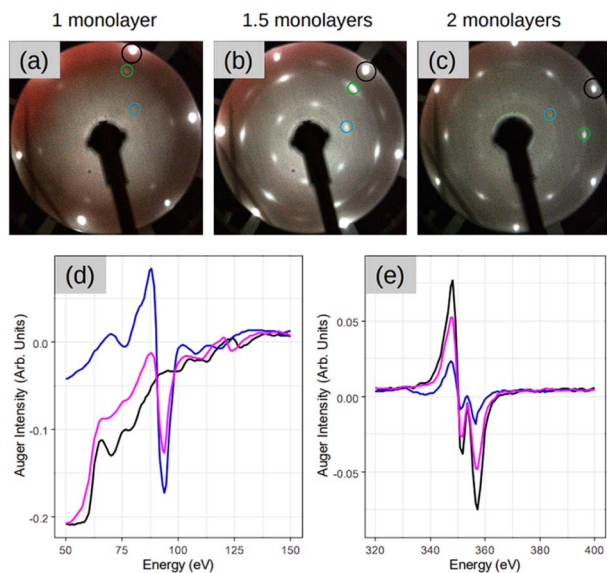 1 monolayer 1.5 monolayers 2 monolayers
(a) (b) (c)
(d) (e)
Auger Intensity (Arb. Units)
0.0
-0.1
-0.2
50 75 100 125 150
Energy (eV)
Auger Intensity (Arb. Units)
0.05
0.00
-0.05
320 340 360 380 400
Energy (eV)